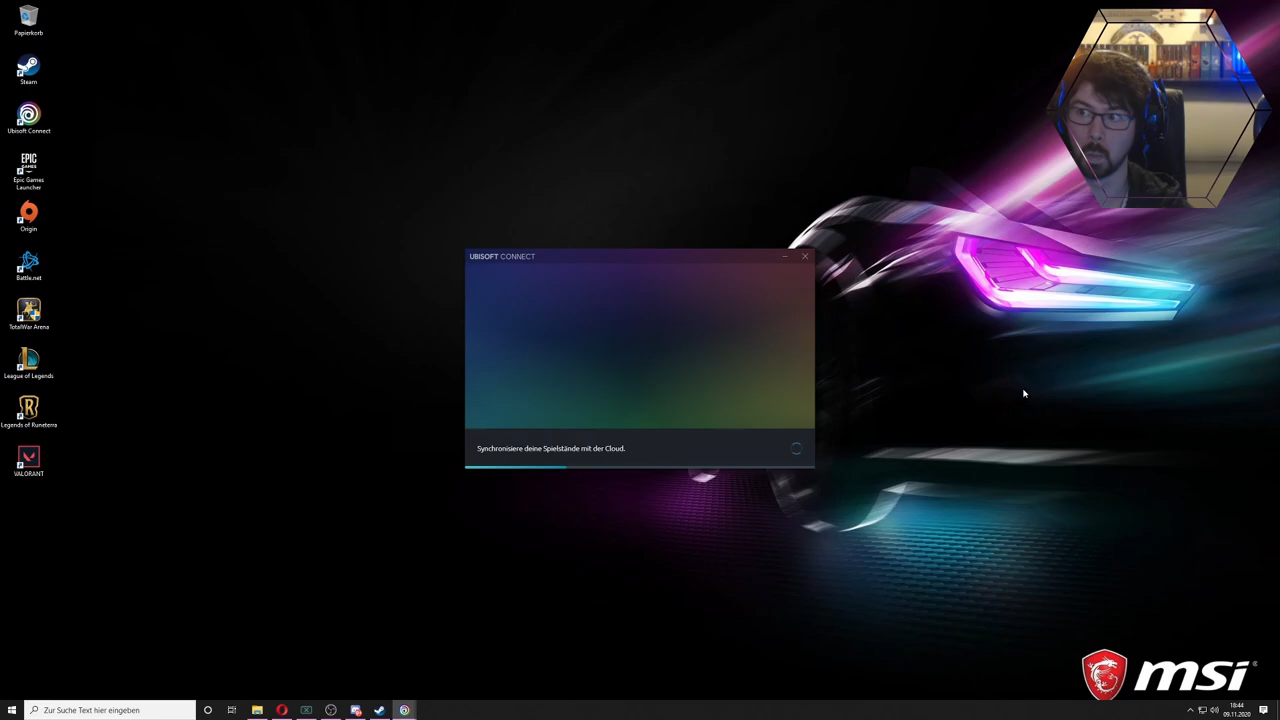 Papierkorb
Steam
Ubisoft Connect
EPIC
GAMES
Epic Games
Launcher
Origin
Battle.net
TotalWar Arena
League of Legends
Legends of Runeterra
VALORANT
UBISOFT CONNECT
Synchronisiere deine Spielstände mit der Cloud.
msi
Zur Suche Text hier eingeben
18:44
09.11.2020